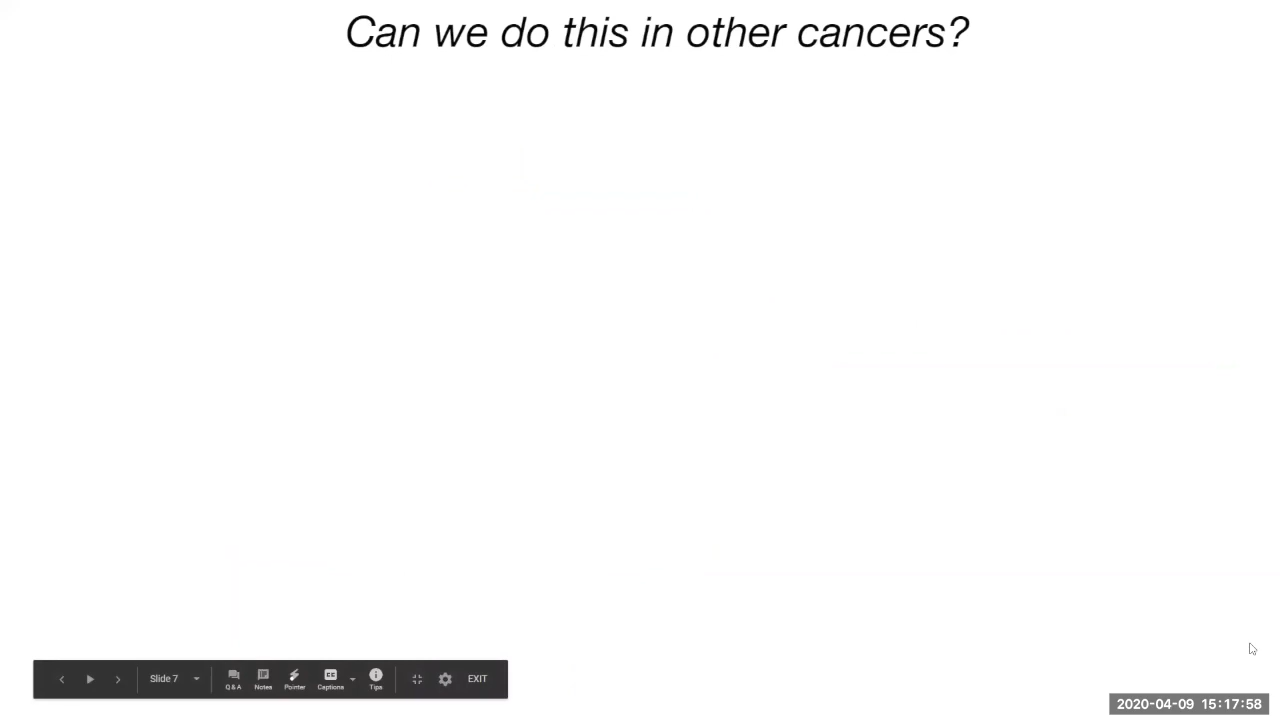 Can we do this in other cancers?
Slide 7
Q & A
Notes
Pointer
CC
Captions
Tips
EXIT
2020-04-09 15:17:58